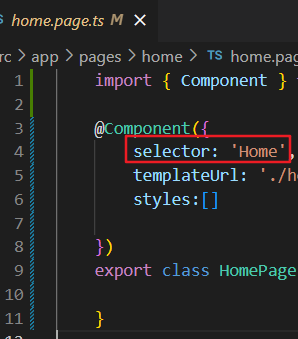 home.page.ts M
src > app > pages > home > TS home.pag
1 import { Component }
2
3 @Component({
4 selector: 'Home',
5 templateUrl: './h
6 styles:[]
7
8 })
9 export class HomePage
10
11 }